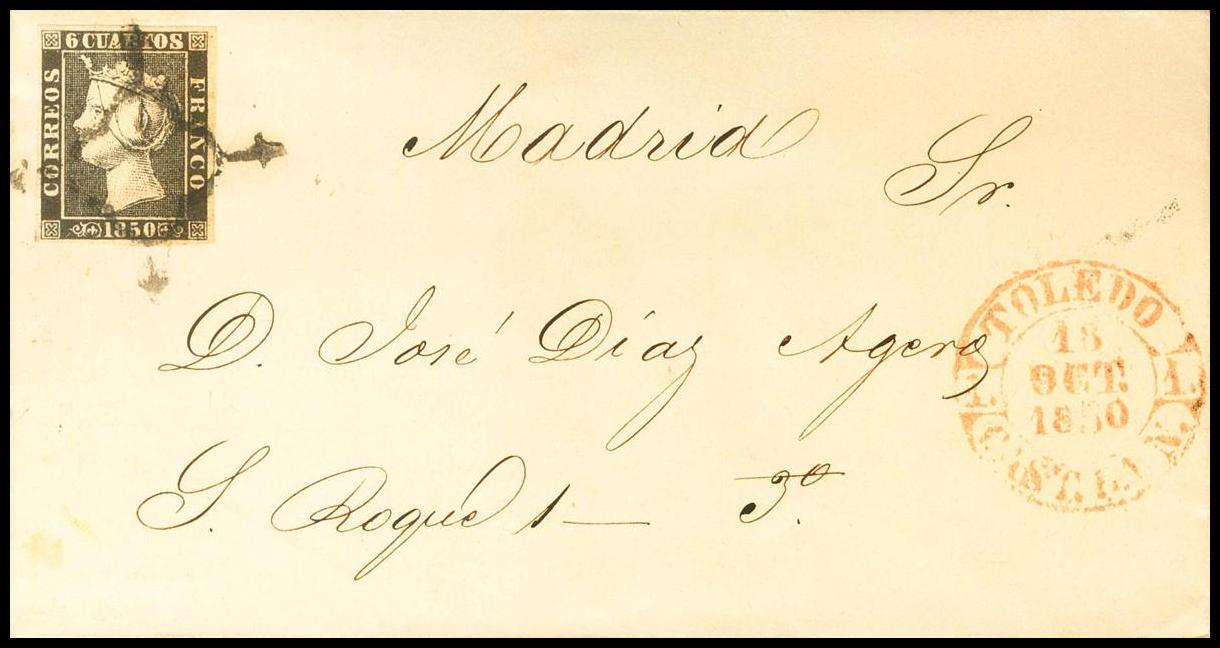 6 CUARTOS
CORREOS
FRANCO
1850
Madrid
Sr.
D. José Díaz Agero
S. Roque 1 — 3º.
TOLEDO
18
OCT.
1850